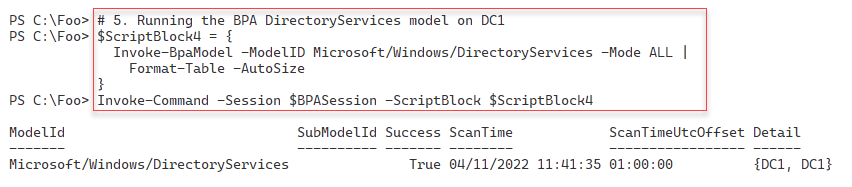 PS C:\Foo> # 5. Running the BPA DirectoryServices model on DC1
PS C:\Foo> $ScriptBlock4 = {
  Invoke-BpaModel -ModelID Microsoft/Windows/DirectoryServices -Mode ALL |
    Format-Table -AutoSize
}
PS C:\Foo> Invoke-Command -Session $BPASession -ScriptBlock $ScriptBlock4
ModelId SubModelId Success ScanTime ScanTimeUtcOffset Detail
------- ---------- ------- -------- ----------------- ------
Microsoft/Windows/DirectoryServices True 04/11/2022 11:41:35 01:00:00 {DC1, DC1}